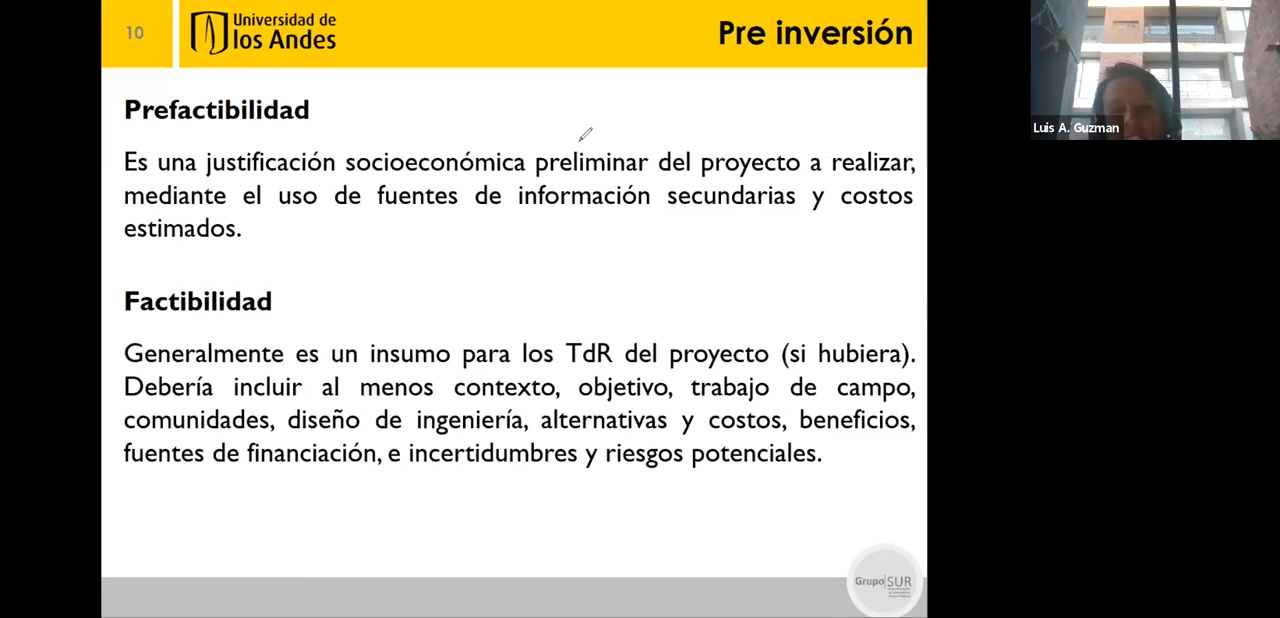 10
Universidad de
los Andes
Pre inversión
Luis A. Guzman
Prefactibilidad
Es una justificación socioeconómica preliminar del proyecto a realizar,
mediante el uso de fuentes de información secundarias y costos
estimados.
Factibilidad
Generalmente es un insumo para los TdR del proyecto (si hubiera).
Debería incluir al menos contexto, objetivo, trabajo de campo,
comunidades, diseño de ingeniería, alternativas y costos, beneficios,
fuentes de financiación, e incertidumbres y riesgos potenciales.
Grupo SUR